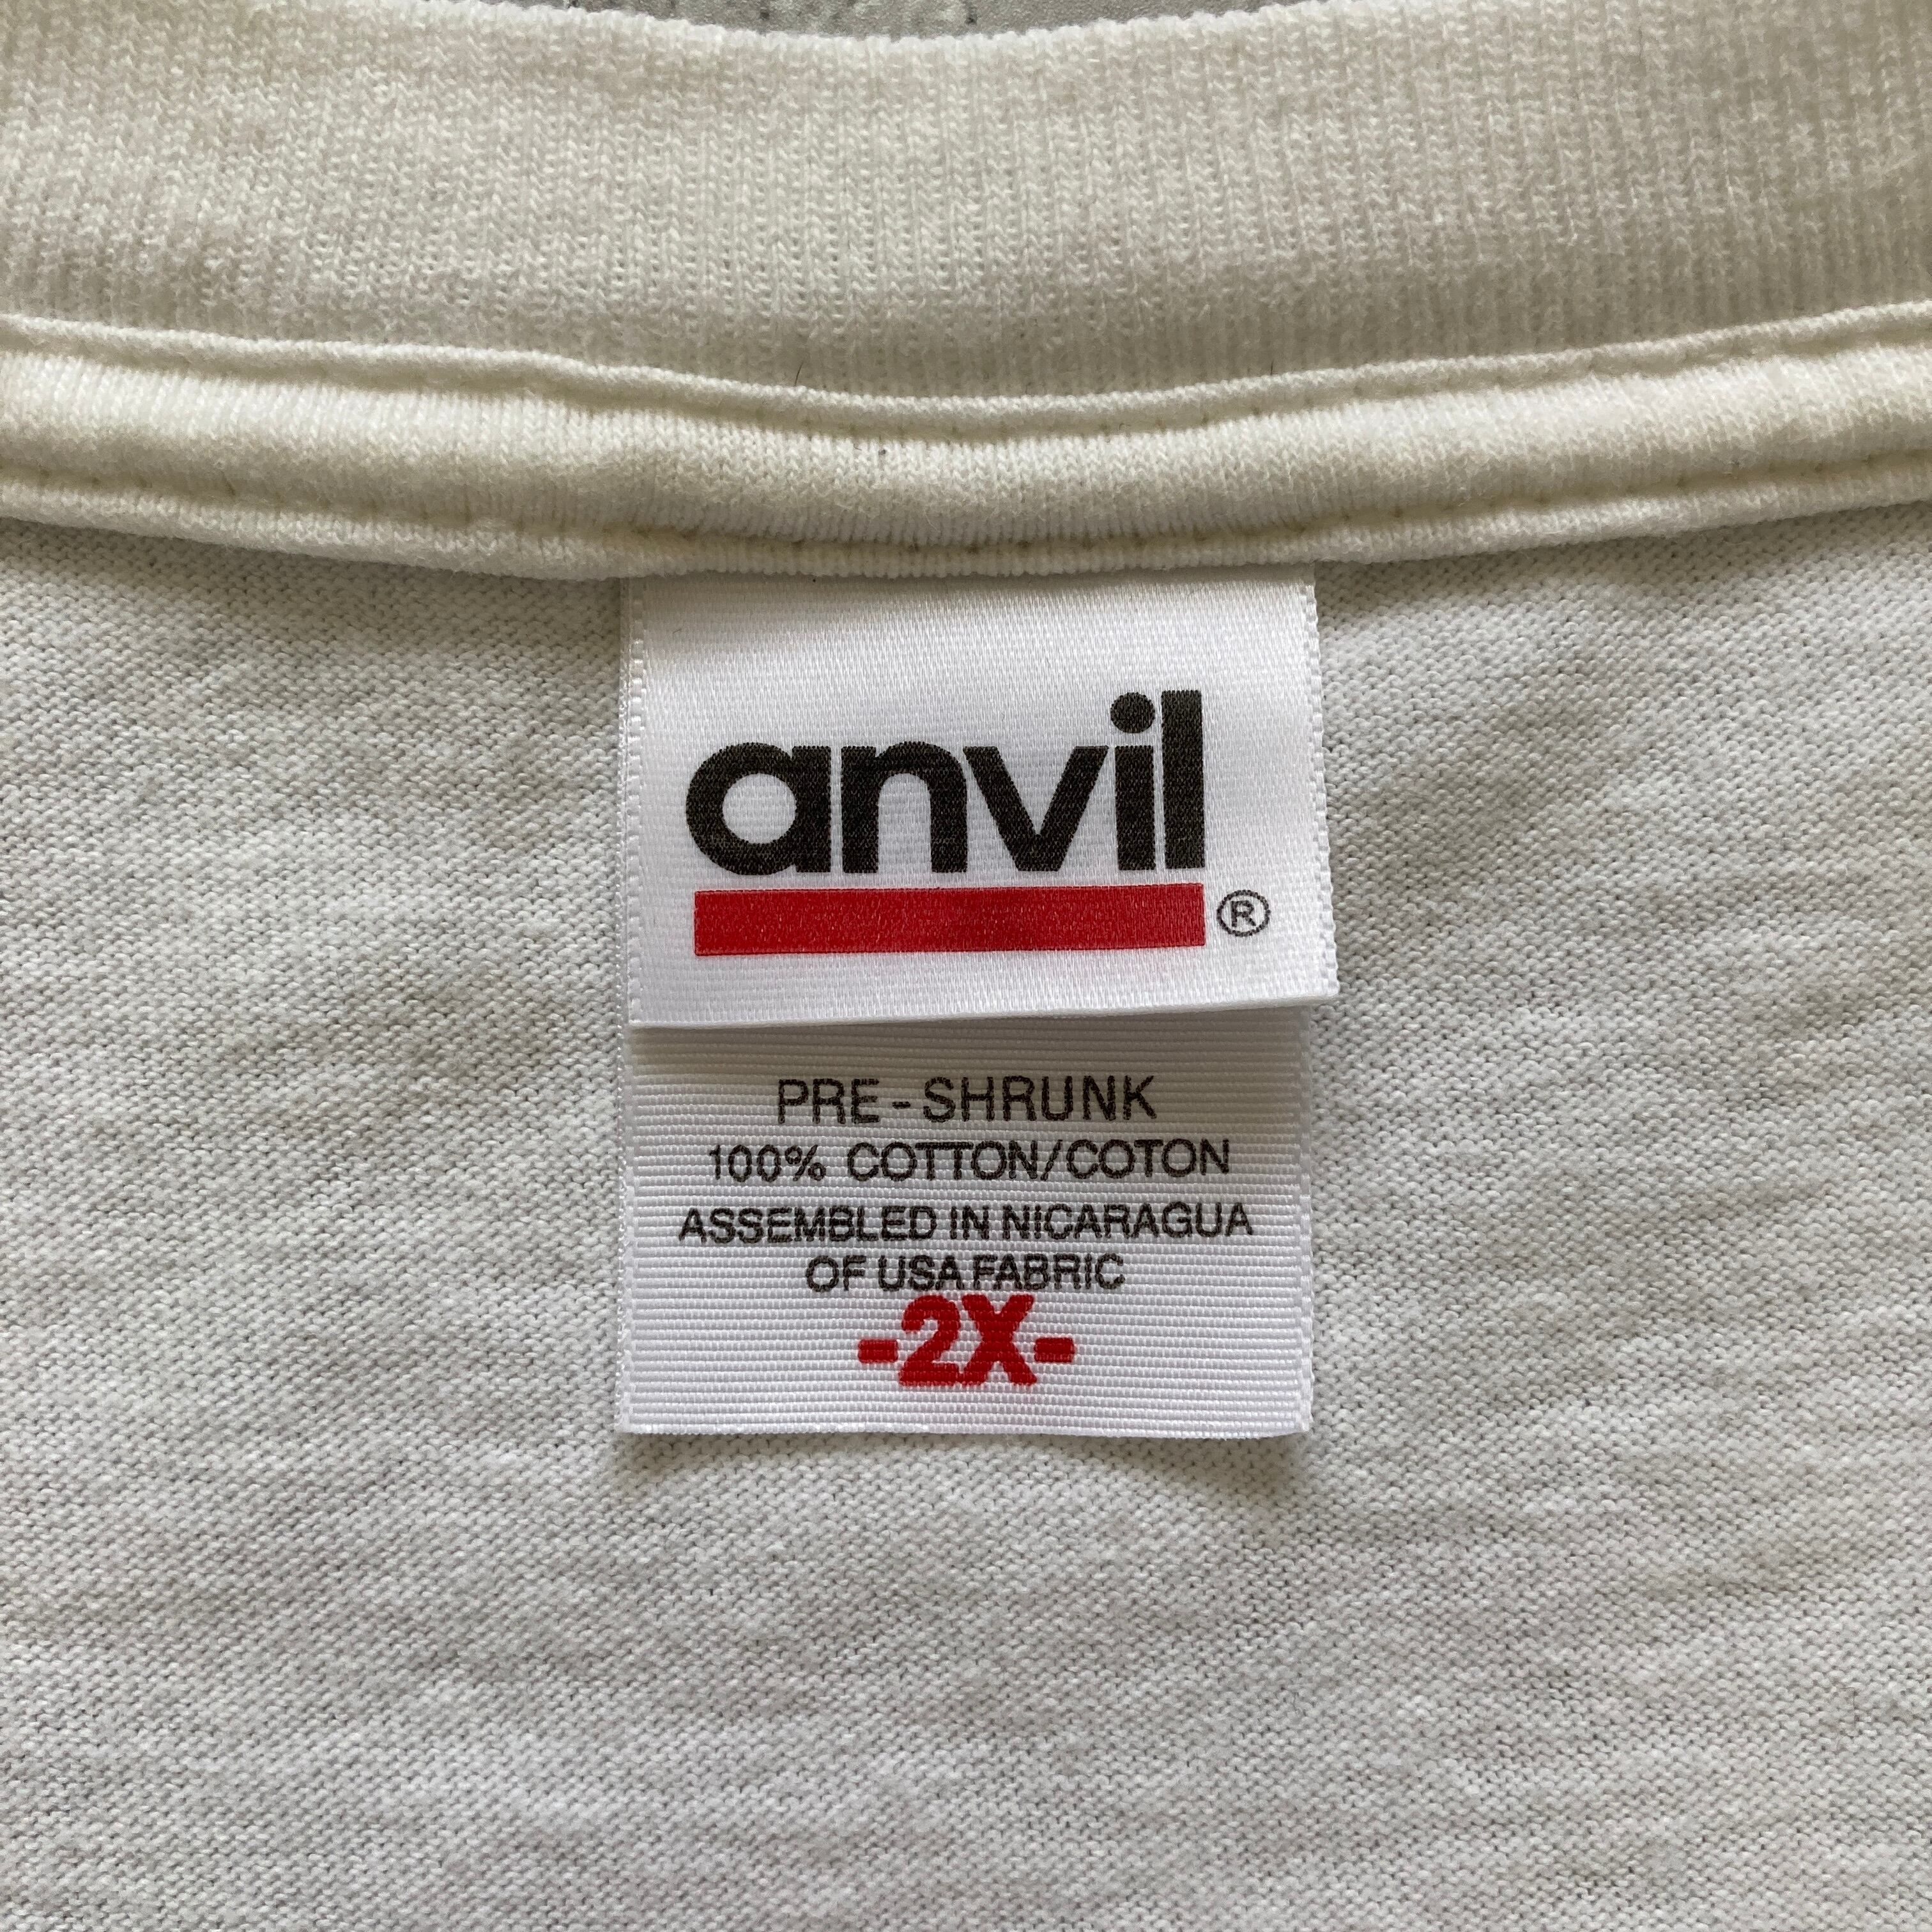 anvil
®
PRE-SHRUNK
100% COTTON/COTON
ASSEMBLED IN NICARAGUA
OF USA FABRIC
-2X-